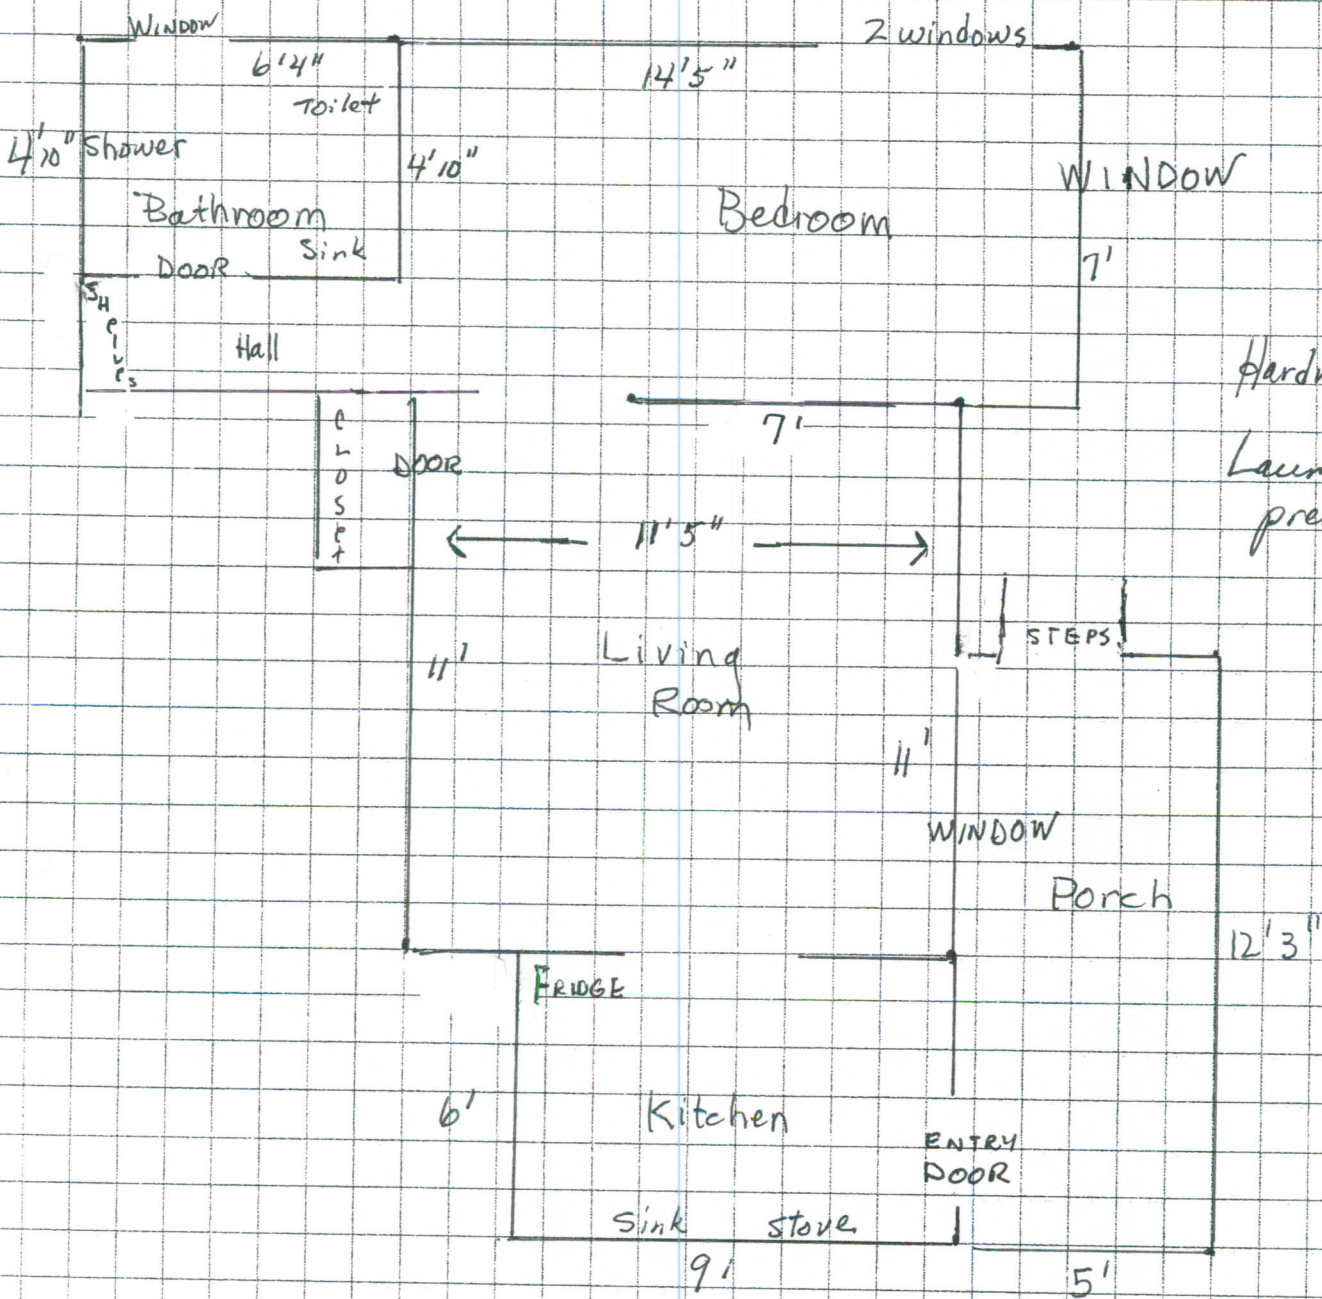 WINDOW
2 windows
6'4"
14'5"
Toilet
4'10"
Shower
4'10"
WINDOW
Bathroom
Bedroom
Sink
DOOR
7'
SHelves
Hall
7'
CLOSet
DOOR
11'5"
STEPS
Living
Room
11'
11'
WINDOW
Porch
12'3"
FRIDGE
6'
Kitchen
ENTRY
DOOR
Sink
stove
9'
5'